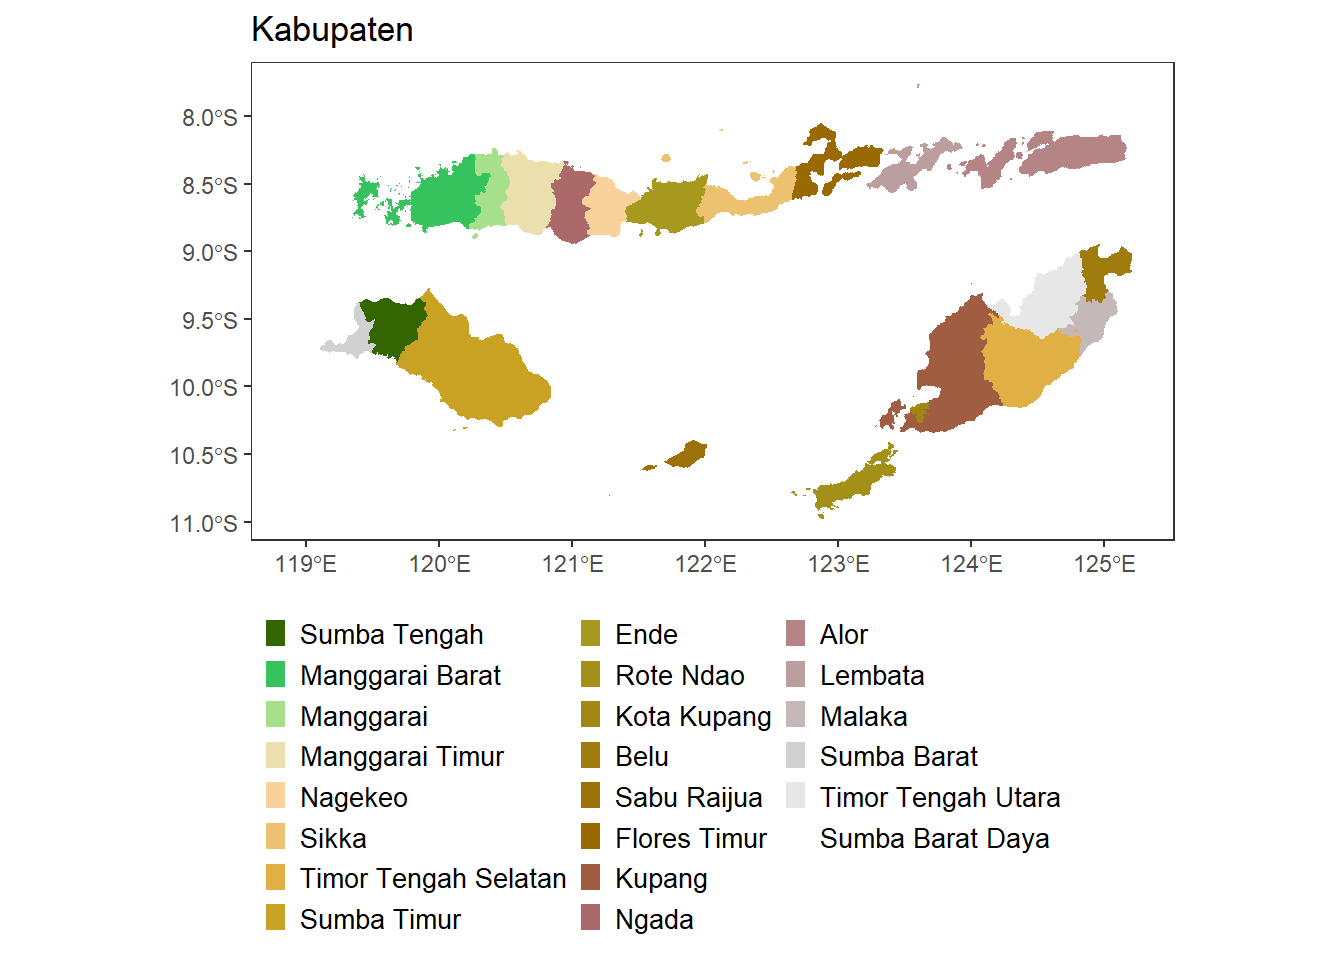 Kabupaten
8.0°S
8.5°S
9.0°S
9.5°S
10.0°S
10.5°S
11.0°S
119°E 120°E 121°E 122°E 123°E 124°E 125°E
Sumba Tengah
Manggarai Barat
Manggarai
Manggarai Timur
Nagekeo
Sikka
Timor Tengah Selatan
Sumba Timur
Ende
Rote Ndao
Kota Kupang
Belu
Sabu Raijua
Flores Timur
Kupang
Ngada
Alor
Lembata
Malaka
Sumba Barat
Timor Tengah Utara
Sumba Barat Daya